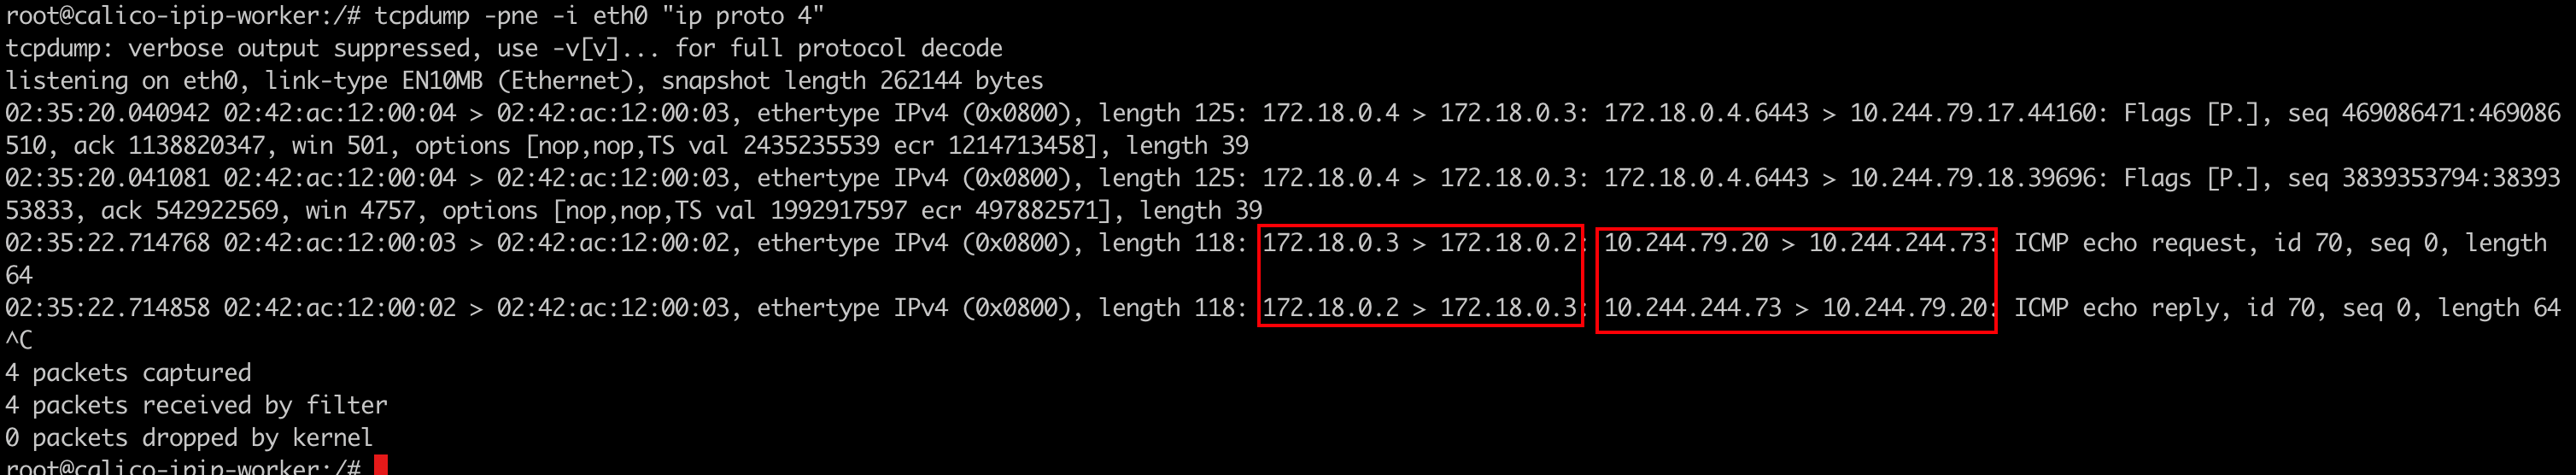 root@calico-ipip-worker:/# tcpdump -pne -i eth0 "ip proto 4"
tcpdump: verbose output suppressed, use -v[v]... for full protocol decode
listening on eth0, link-type EN10MB (Ethernet), snapshot length 262144 bytes
02:35:20.040942 02:42:ac:12:00:04 > 02:42:ac:12:00:03, ethertype IPv4 (0x0800), length 125: 172.18.0.4 > 172.18.0.3: 172.18.0.4.6443 > 10.244.79.17.44160: Flags [P.], seq 469086471:469086
510, ack 1138820347, win 501, options [nop,nop,TS val 2435235539 ecr 1214713458], length 39
02:35:20.041081 02:42:ac:12:00:04 > 02:42:ac:12:00:03, ethertype IPv4 (0x0800), length 125: 172.18.0.4 > 172.18.0.3: 172.18.0.4.6443 > 10.244.79.18.39696: Flags [P.], seq 3839353794:38393
53833, ack 542922569, win 4757, options [nop,nop,TS val 1992917597 ecr 497882571], length 39
02:35:22.714768 02:42:ac:12:00:03 > 02:42:ac:12:00:02, ethertype IPv4 (0x0800), length 118: 172.18.0.3 > 172.18.0.2: 10.244.79.20 > 10.244.244.73: ICMP echo request, id 70, seq 0, length
64
02:35:22.714858 02:42:ac:12:00:02 > 02:42:ac:12:00:03, ethertype IPv4 (0x0800), length 118: 172.18.0.2 > 172.18.0.3: 10.244.244.73 > 10.244.79.20: ICMP echo reply, id 70, seq 0, length 64
^C
4 packets captured
4 packets received by filter
0 packets dropped by kernel
root@calico-ipip-worker:/#